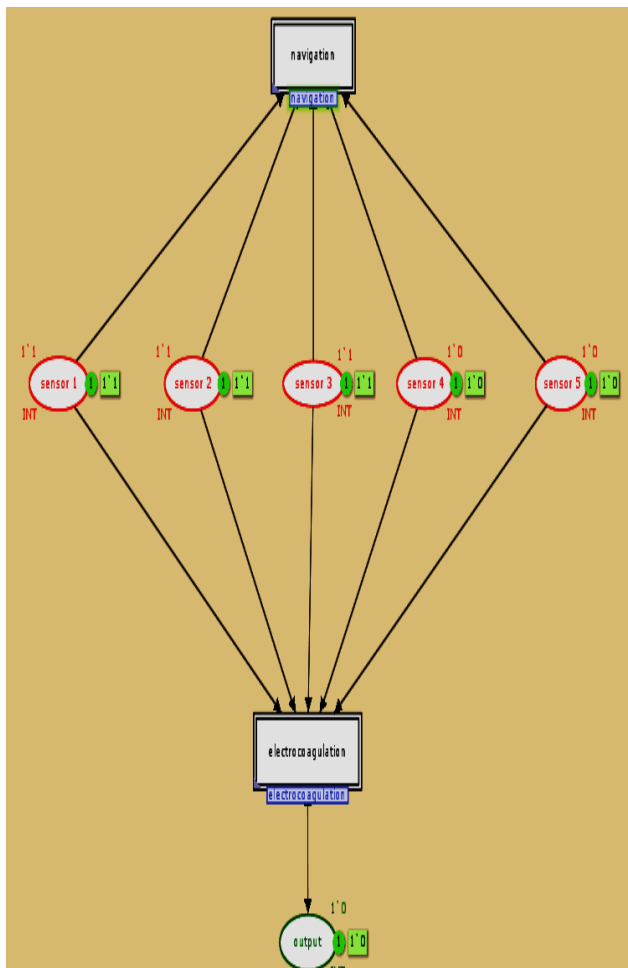 navigation
navigation
1`1
sensor 1
1
1`1
INT
1`1
sensor 2
1
1`1
INT
1`1
sensor 3
1
1`1
INT
1`0
sensor 4
1
1`0
INT
1`0
sensor 5
1
1`0
INT
electrocoagulation
electrocoagulation
1`0
output
1
1`0